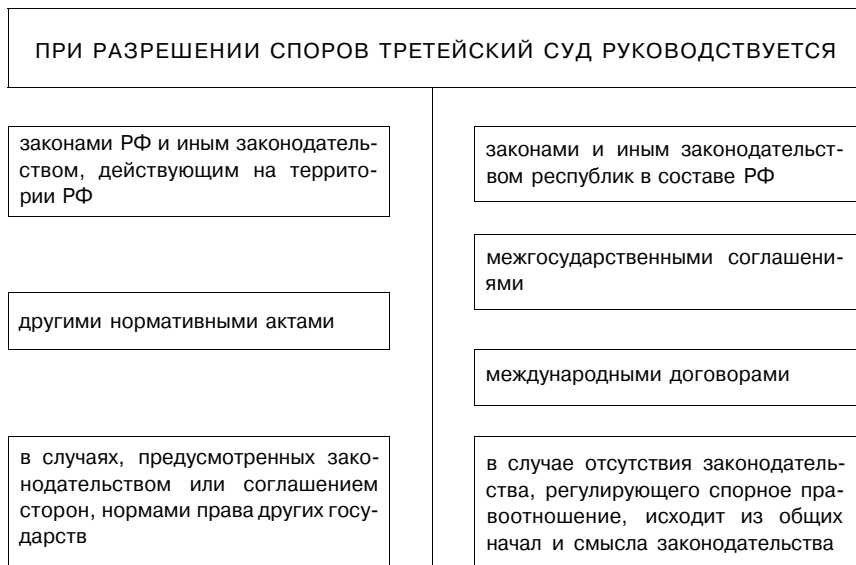 ПРИ РАЗРЕШЕНИИ СПОРОВ ТРЕТЕЙСКИЙ СУД РУКОВОДСТВУЕТСЯ
законами РФ и иным законодатель-
ством, действующим на террито-
рии РФ
другими нормативными актами
в случаях, предусмотренных зако-
нодательством или соглашением
сторон, нормами права других госу-
дарств
законами и иным законодательст-
вом республик в составе РФ
межгосударственными соглашени-
ями
международными договорами
в случае отсутствия законодатель-
ства, регулирующего спорное пра-
воотношение, исходит из общих
начал и смысла законодательства